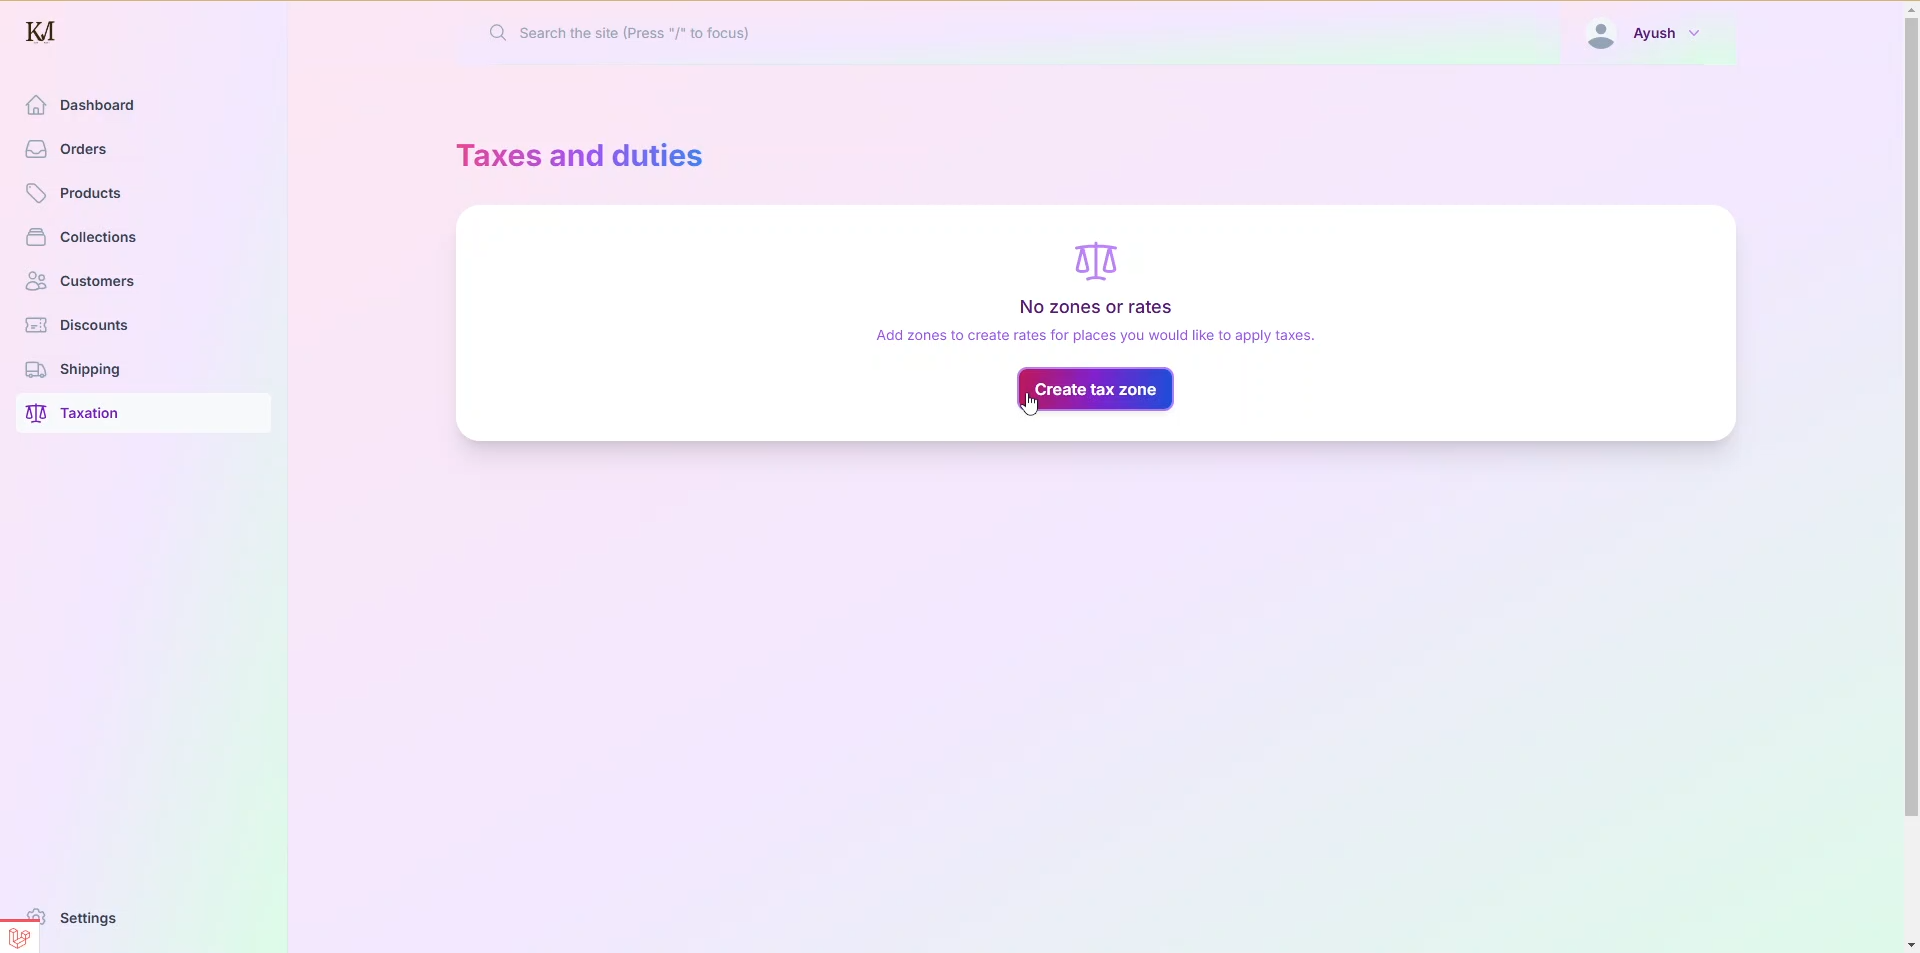 KM
Search the site (Press "/" to focus)
Ayush
Dashboard
Orders
Products
Collections
Customers
Discounts
Shipping
Taxation
Settings
Taxes and duties
No zones or rates
Add zones to create rates for places you would like to apply taxes.
Create tax zone